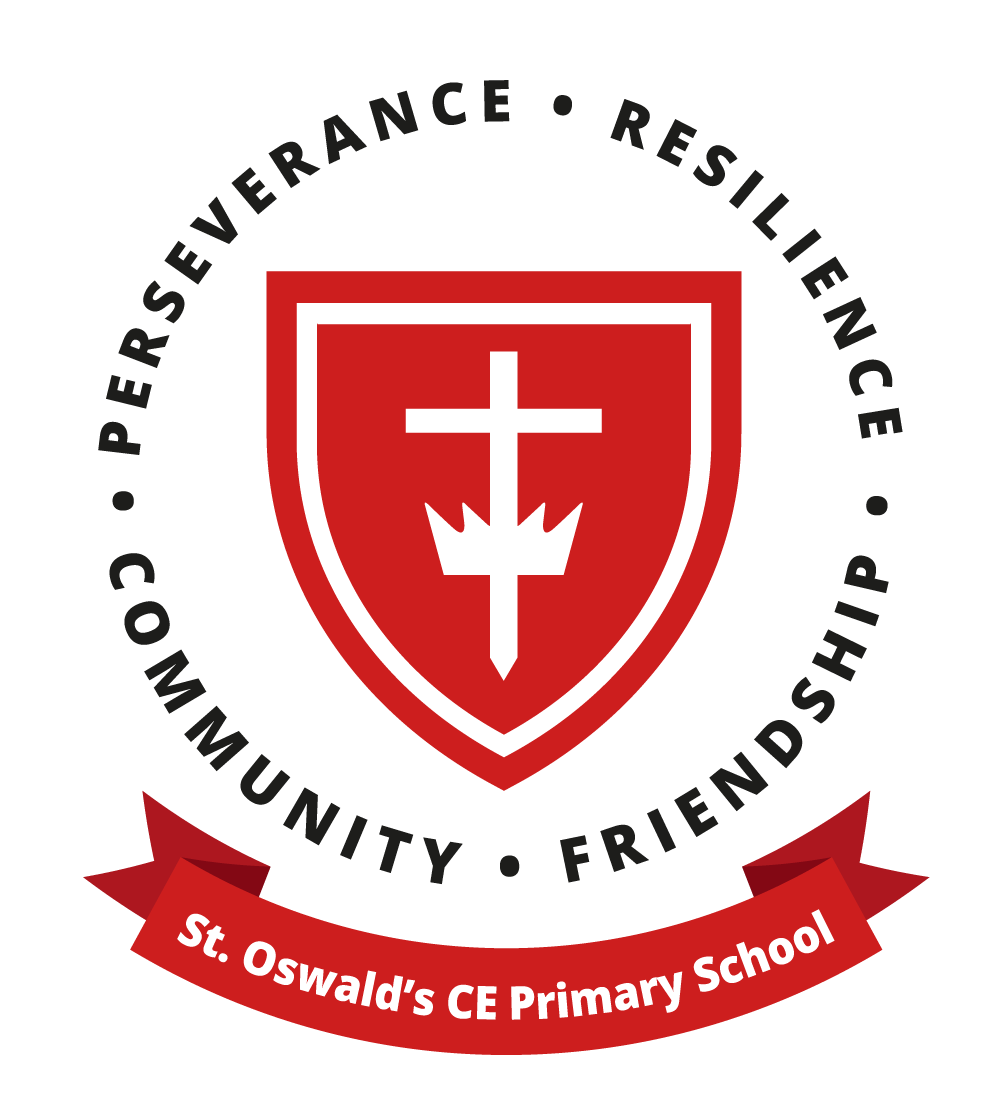 PERSEVERANCE • RESILIENCE • FRIENDSHIP • COMMUNITY •
St. Oswald’s CE Primary School